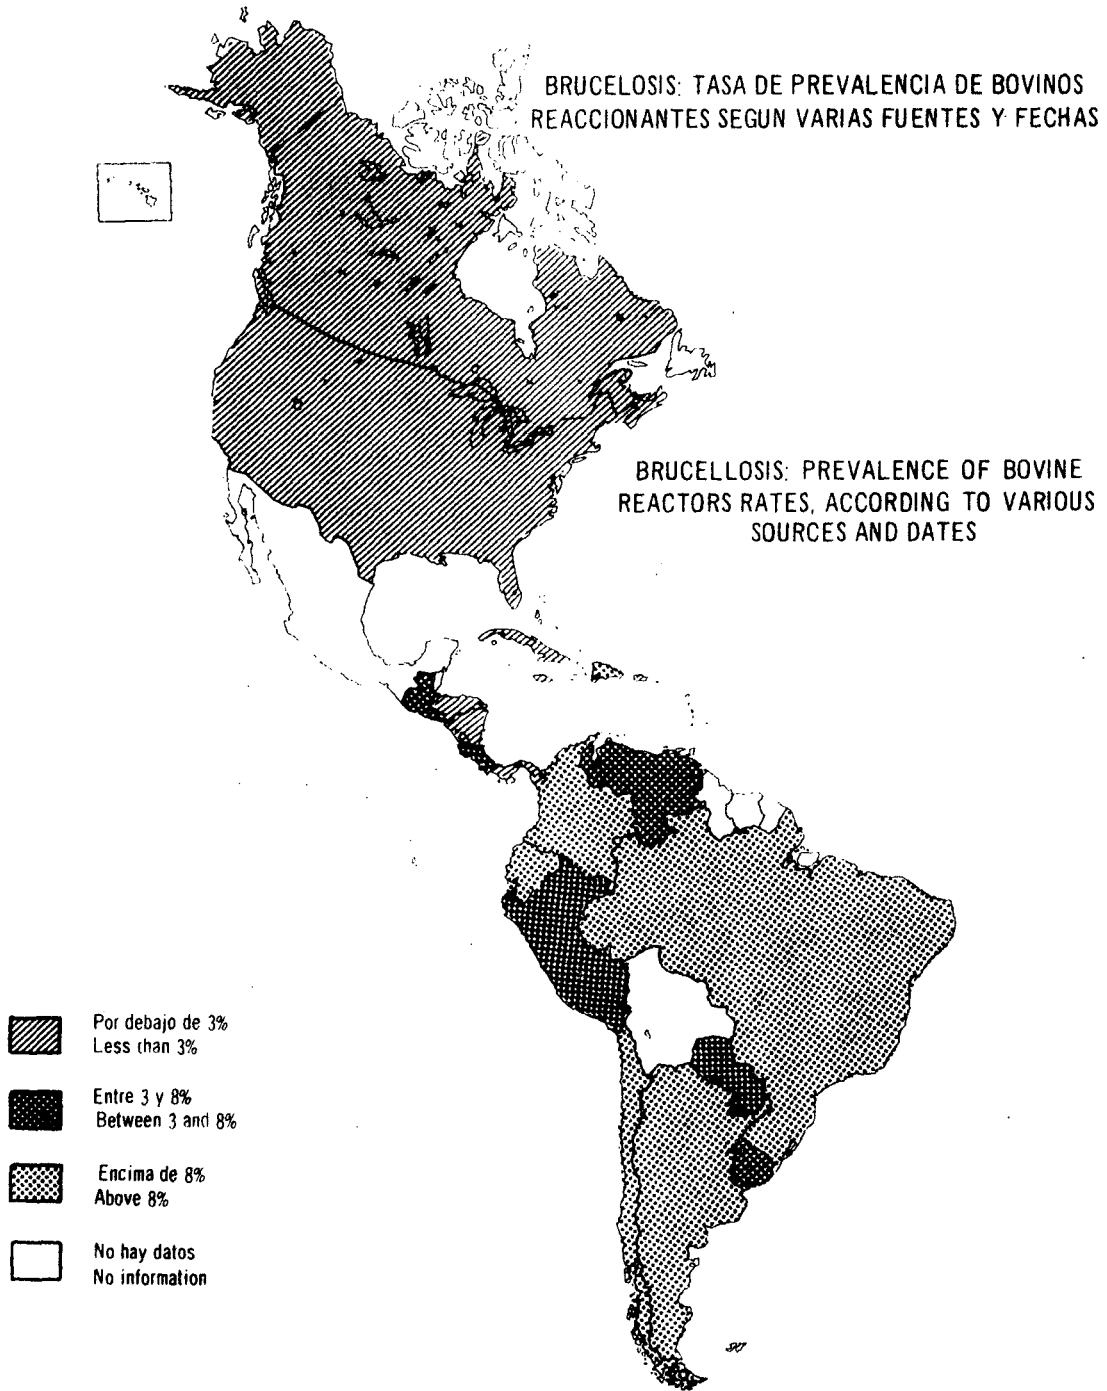 BRUCELOSIS: TASA DE PREVALENCIA DE BOVINOS
REACCIONANTES SEGUN VARIAS FUENTES Y FECHAS
BRUCELLOSIS: PREVALENCE OF BOVINE
REACTORS RATES, ACCORDING TO VARIOUS
SOURCES AND DATES
Por debajo de 3%
Less than 3%
Entre 3 y 8%
Between 3 and 8%
Encima de 8%
Above 8%
No hay datos
No information